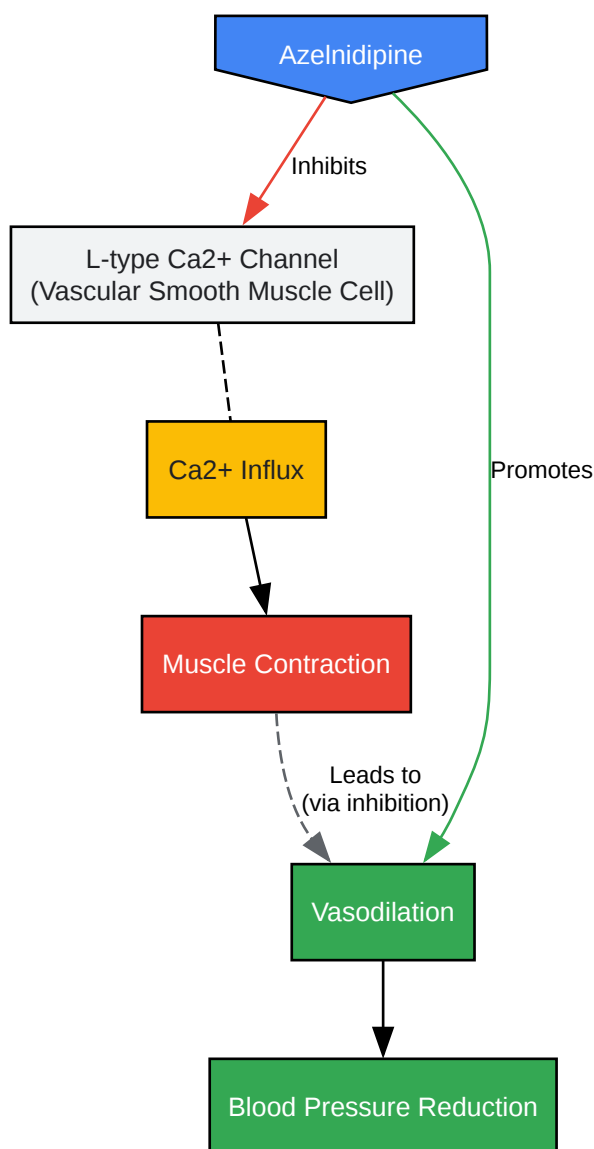 Azelnidipine
Inhibits
L-type Ca2+ Channel
(Vascular Smooth Muscle Cell)
Ca2+ Influx
Promotes
Muscle Contraction
Leads to
(via inhibition)
Vasodilation
Blood Pressure Reduction